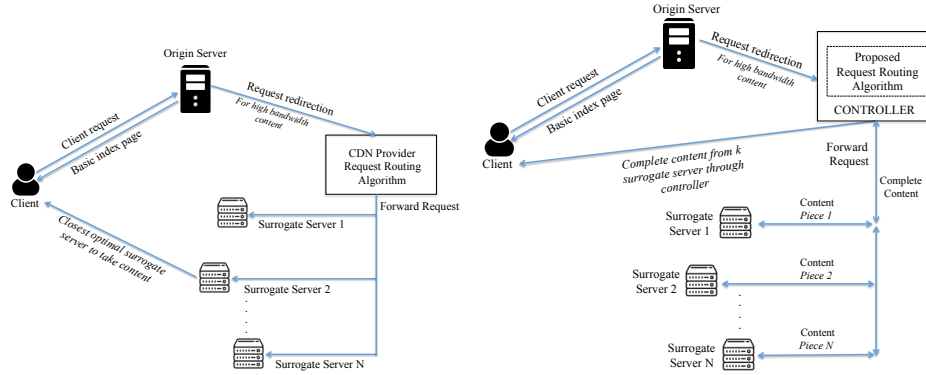 Origin Server
Client request
Basic index page
Request redirection
For high bandwidth
content
CDN Provider
Request Routing
Algorithm
Client
Forward Request
Surrogate Server 1
Closest optimal surrogate
server to take content
Surrogate Server 2
Surrogate Server N
Origin Server
Client request
Basic index page
Request redirection
For high bandwidth
content
Proposed
Request Routing
Algorithm
CONTROLLER
Client
Complete content from k
surrogate server through
controller
Forward
Request
Complete
Content
Surrogate
Server 1
Content
Piece 1
Surrogate
Server 2
Content
Piece 2
Surrogate
Server N
Content
Piece N